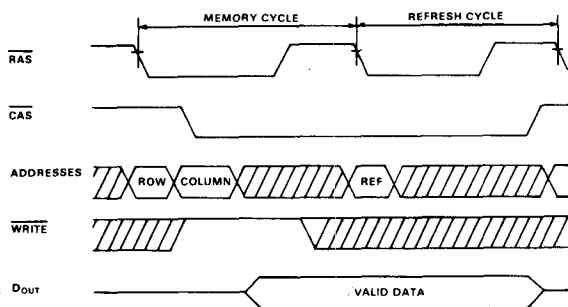 MEMORY CYCLE REFRESH CYCLE
RAS
CAS
ADDRESSES ROW COLUMN REF
WRITE
DOUT VALID DATA